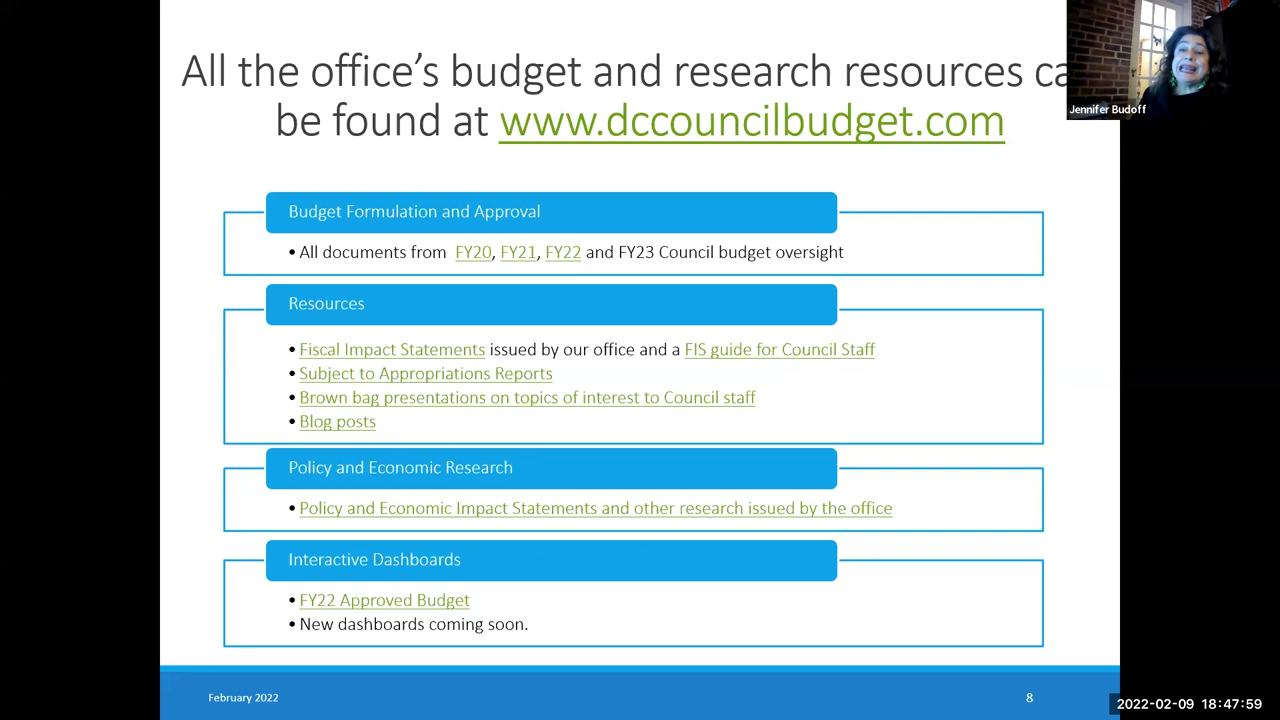 All the office's budget and research resources ca
be found at www.dccouncilbudget.com
Jennifer Budoff
Budget Formulation and Approval
• All documents from FY20, FY21, FY22 and FY23 Council budget oversight
Resources
• Fiscal Impact Statements issued by our office and a FIS guide for Council Staff
• Subject to Appropriations Reports
• Brown bag presentations on topics of interest to Council staff
• Blog posts
Policy and Economic Research
• Policy and Economic Impact Statements and other research issued by the office
Interactive Dashboards
• FY22 Approved Budget
• New dashboards coming soon.
February 2022
8
2022-02-09 18:47:59